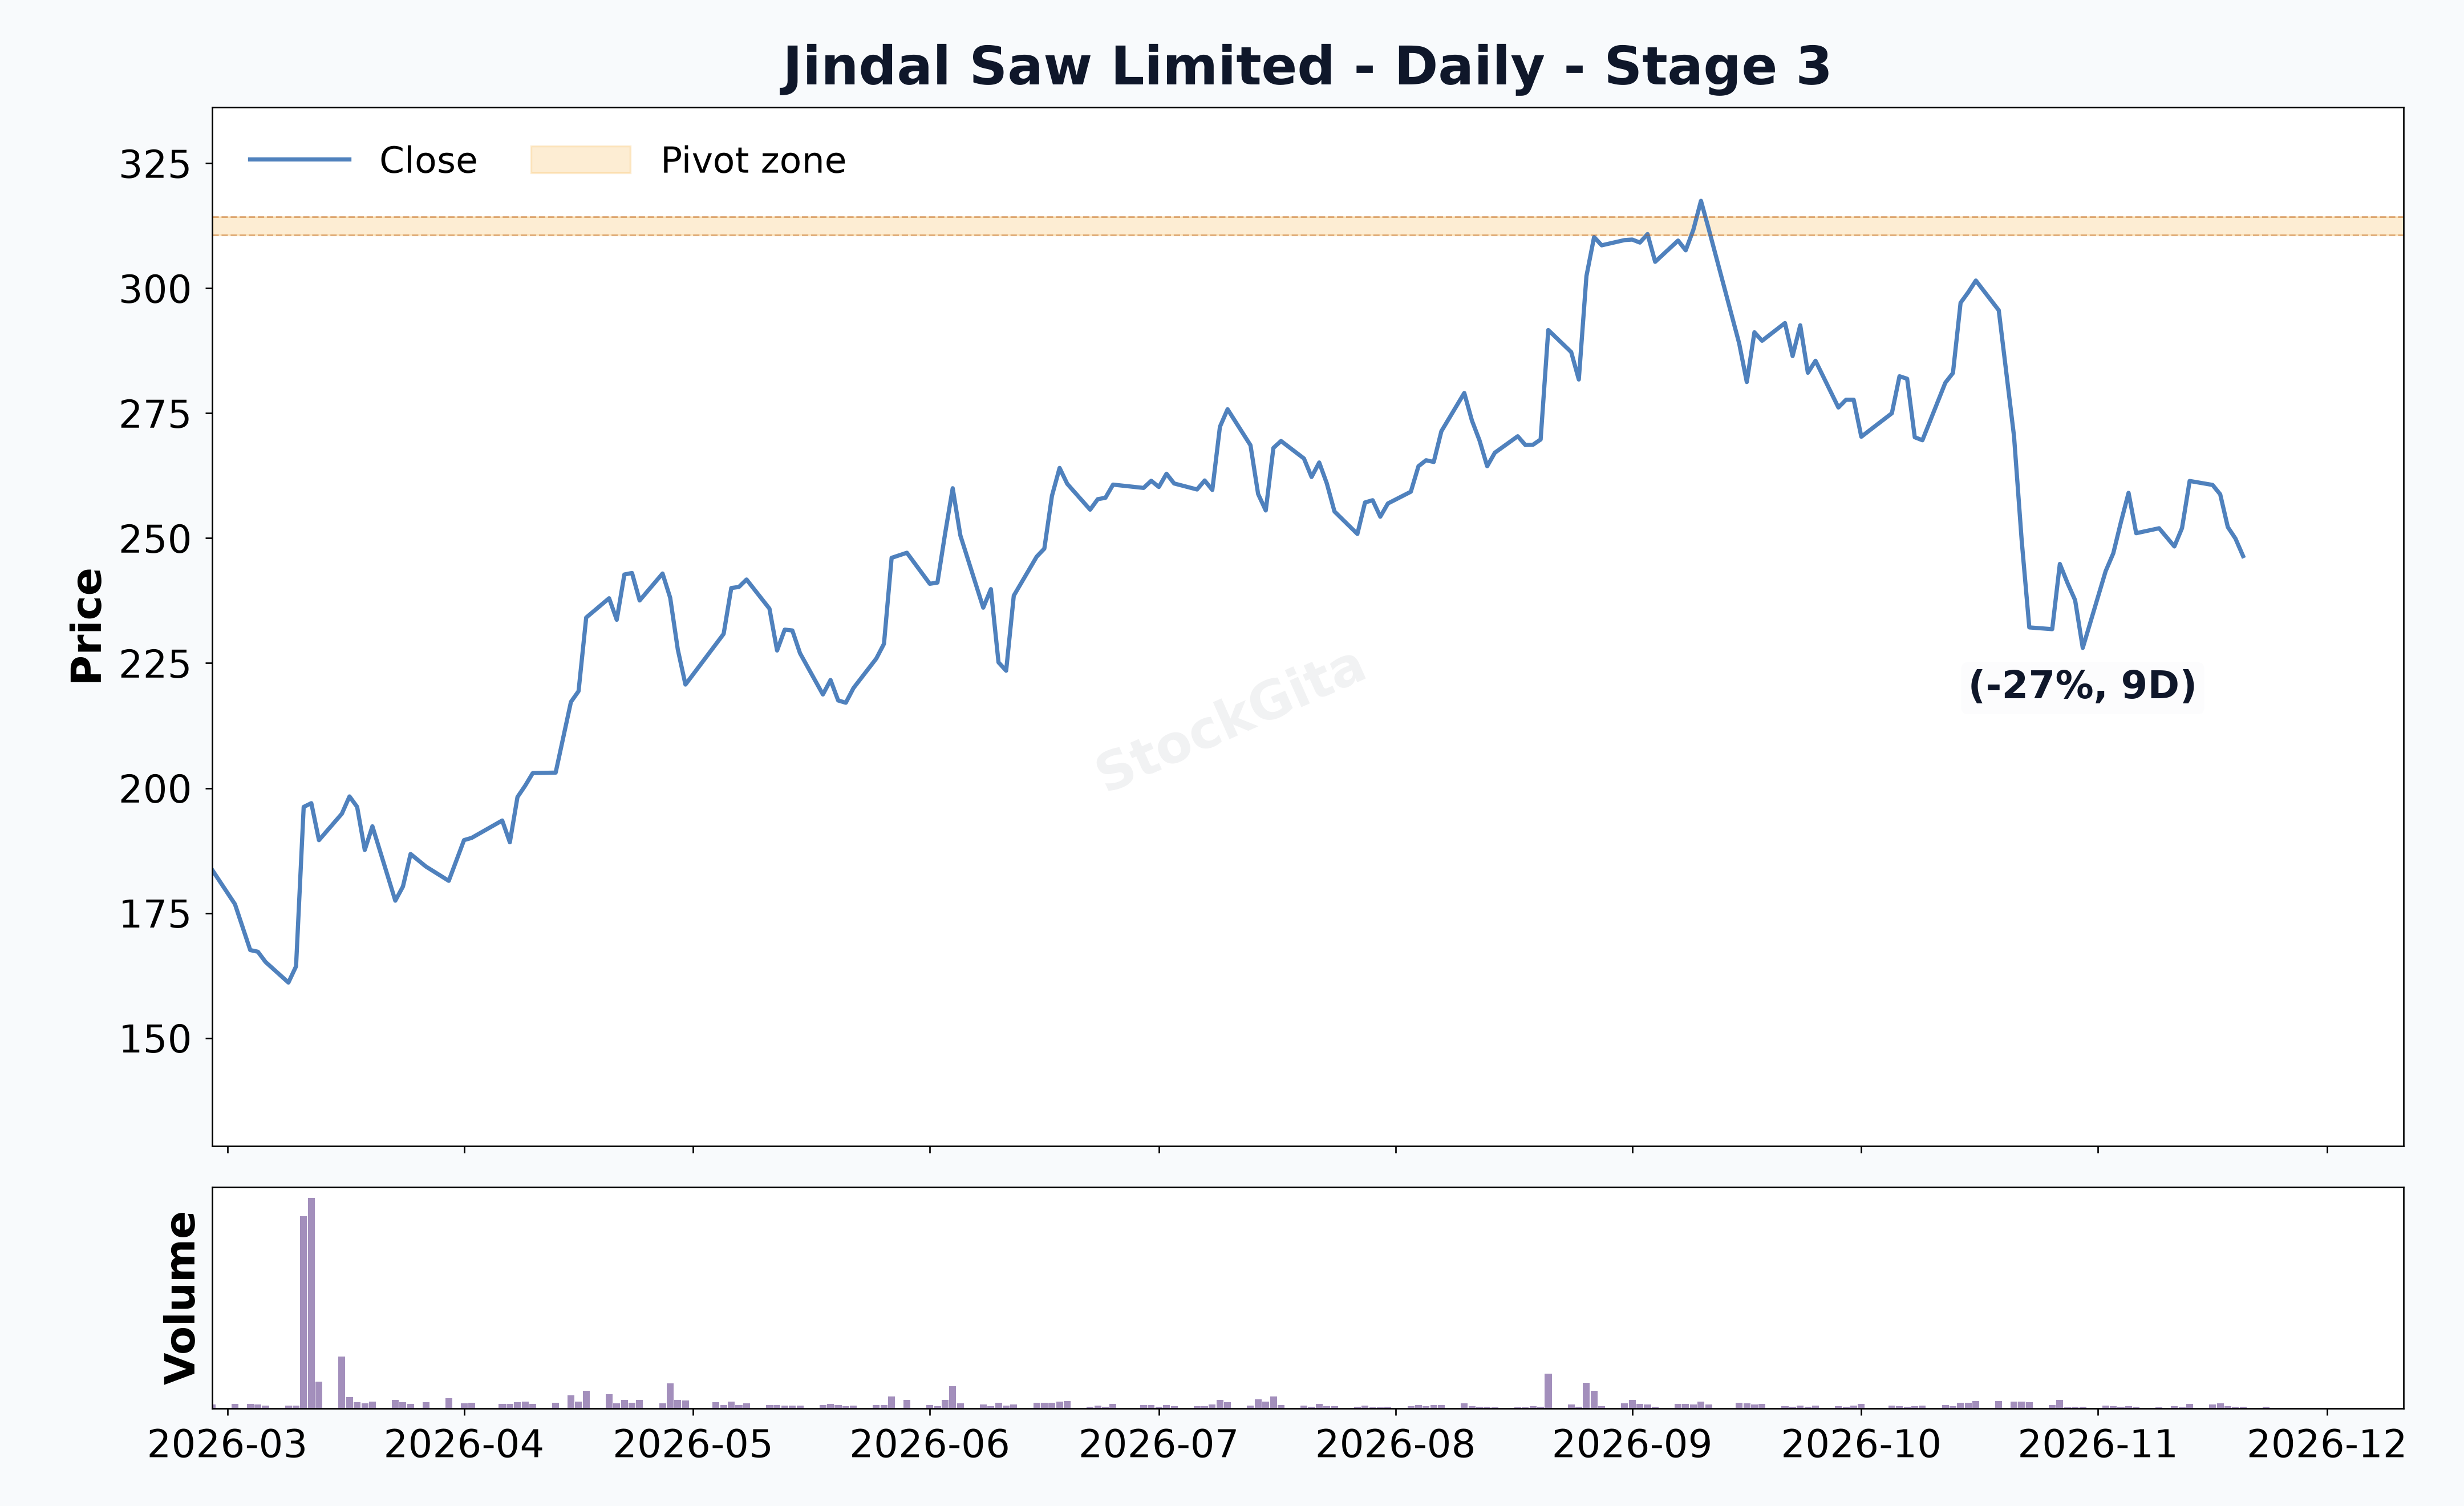 Jindal Saw Limited - Daily - Stage 3
Close
Pivot zone
325
300
275
250
225
200
175
150
Price
StockGita
(-27%, 9D)
Volume
2026-03
2026-04
2026-05
2026-06
2026-07
2026-08
2026-09
2026-10
2026-11
2026-12